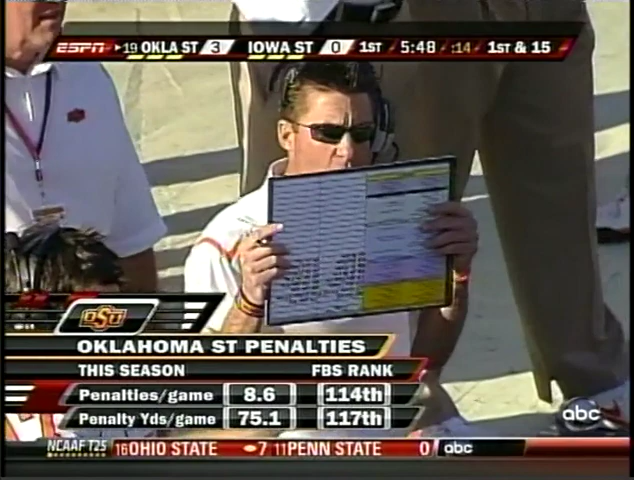 ESPN 19 OKLA ST 3 IOWA ST 0 1ST 5:48 :14 1ST & 15
OSU
OKLAHOMA ST PENALTIES
THIS SEASON FBS RANK
Penalties/game 8.6 114th
Penalty Yds/game 75.1 117th
abc
NCAAF T25 16 OHIO STATE 7 11 PENN STATE 0 abc